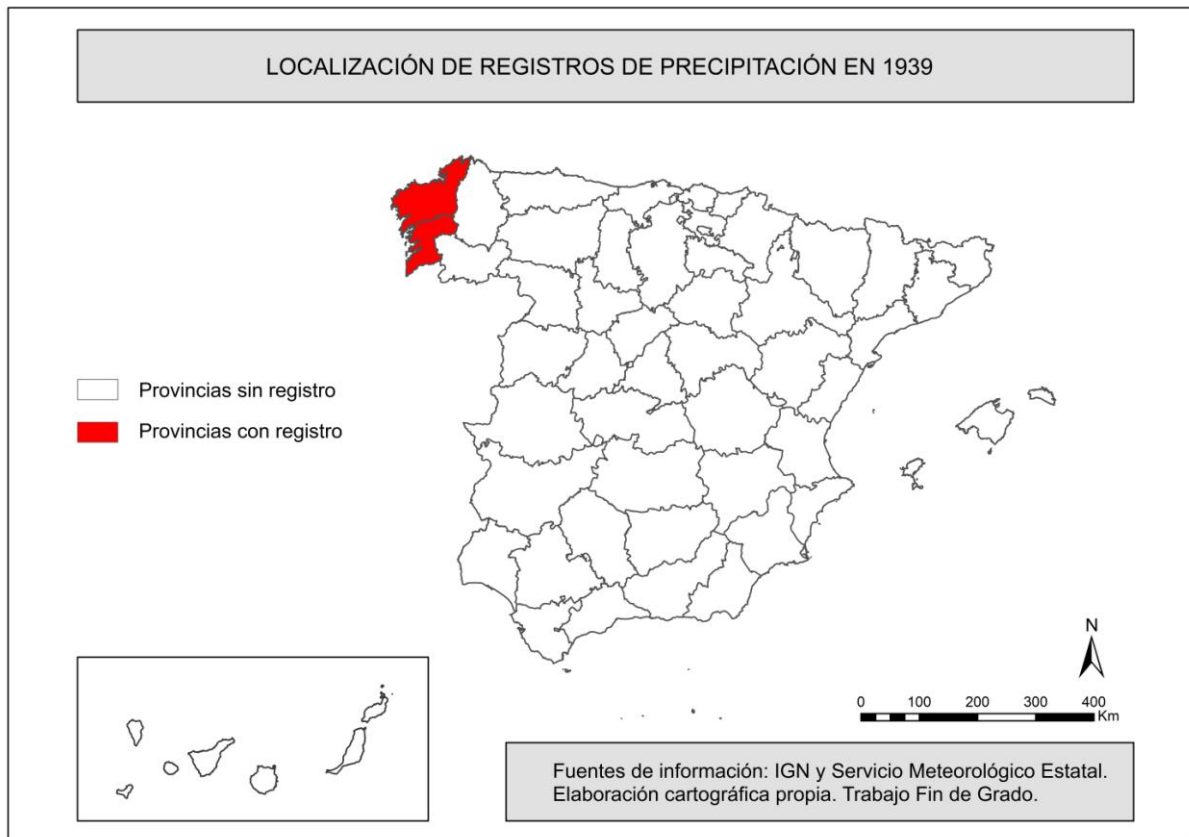 LOCALIZACIÓN DE REGISTROS DE PRECIPITACIÓN EN 1939
Provincias sin registro
Provincias con registro
N
0 100 200 300 400
Km
Fuentes de información: IGN y Servicio Meteorológico Estatal.
Elaboración cartográfica propia. Trabajo Fin de Grado.